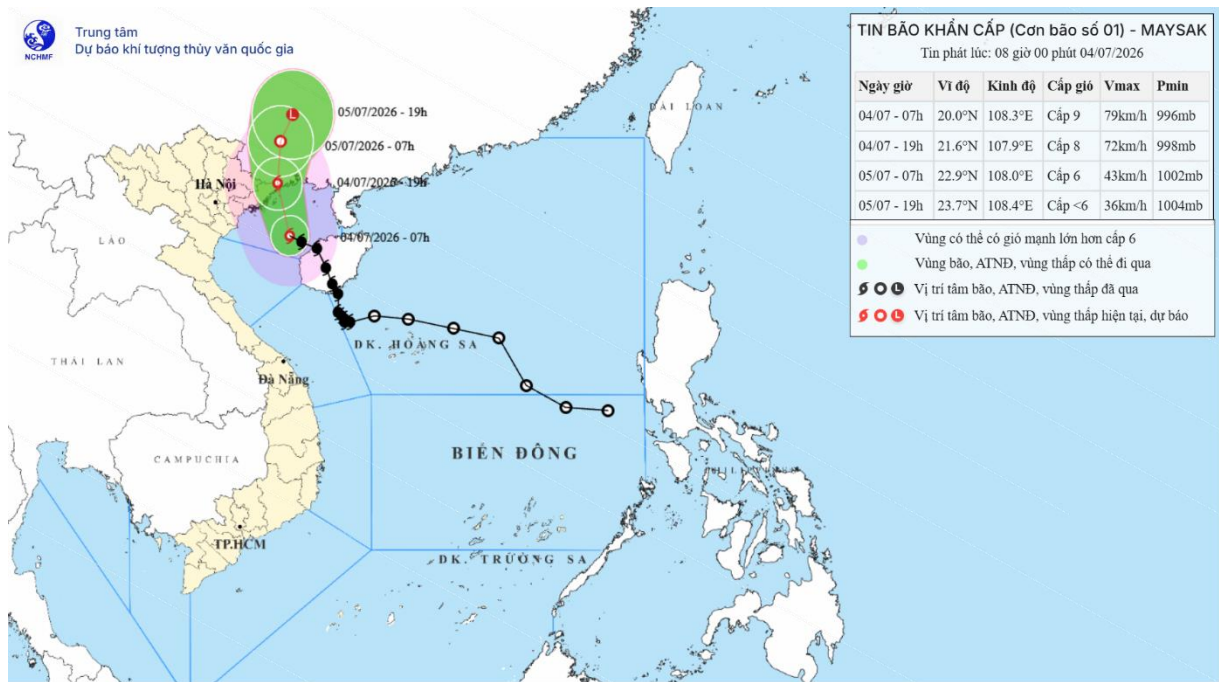 Trung tâm
Dự báo khí tượng thủy văn quốc gia
NCHMF
TIN BÃO KHẨN CẤP (Cơn bão số 01) - MAYSAK
Tin phát lúc: 08 giờ 00 phút 04/07/2026
Ngày giờ Vĩ độ Kinh độ Cấp gió Vmax Pmin
04/07 - 07h 20.0°N 108.3°E Cấp 9 79km/h 996mb
04/07 - 19h 21.6°N 107.9°E Cấp 8 72km/h 998mb
05/07 - 07h 22.9°N 108.0°E Cấp 6 43km/h 1002mb
05/07 - 19h 23.7°N 108.4°E Cấp <6 36km/h 1004mb
Vùng có thể có gió mạnh lớn hơn cấp 6
Vùng bão, ATNĐ, vùng thấp có thể đi qua
Vị trí tâm bão, ATNĐ, vùng thấp đã qua
Vị trí tâm bão, ATNĐ, vùng thấp hiện tại, dự báo
L
05/07/2026 - 19h
05/07/2026 - 07h
04/07/2026 - 19h
04/07/2026 - 07h
ĐÀI LOAN
Hà Nội
LÀO
ĐK. HOÀNG SA
THÁI LAN
Đà Nẵng
BIỂN ĐÔNG
CAMPUCHIA
PHILIPPINES
TP.HCM
ĐK. TRƯỜNG SA